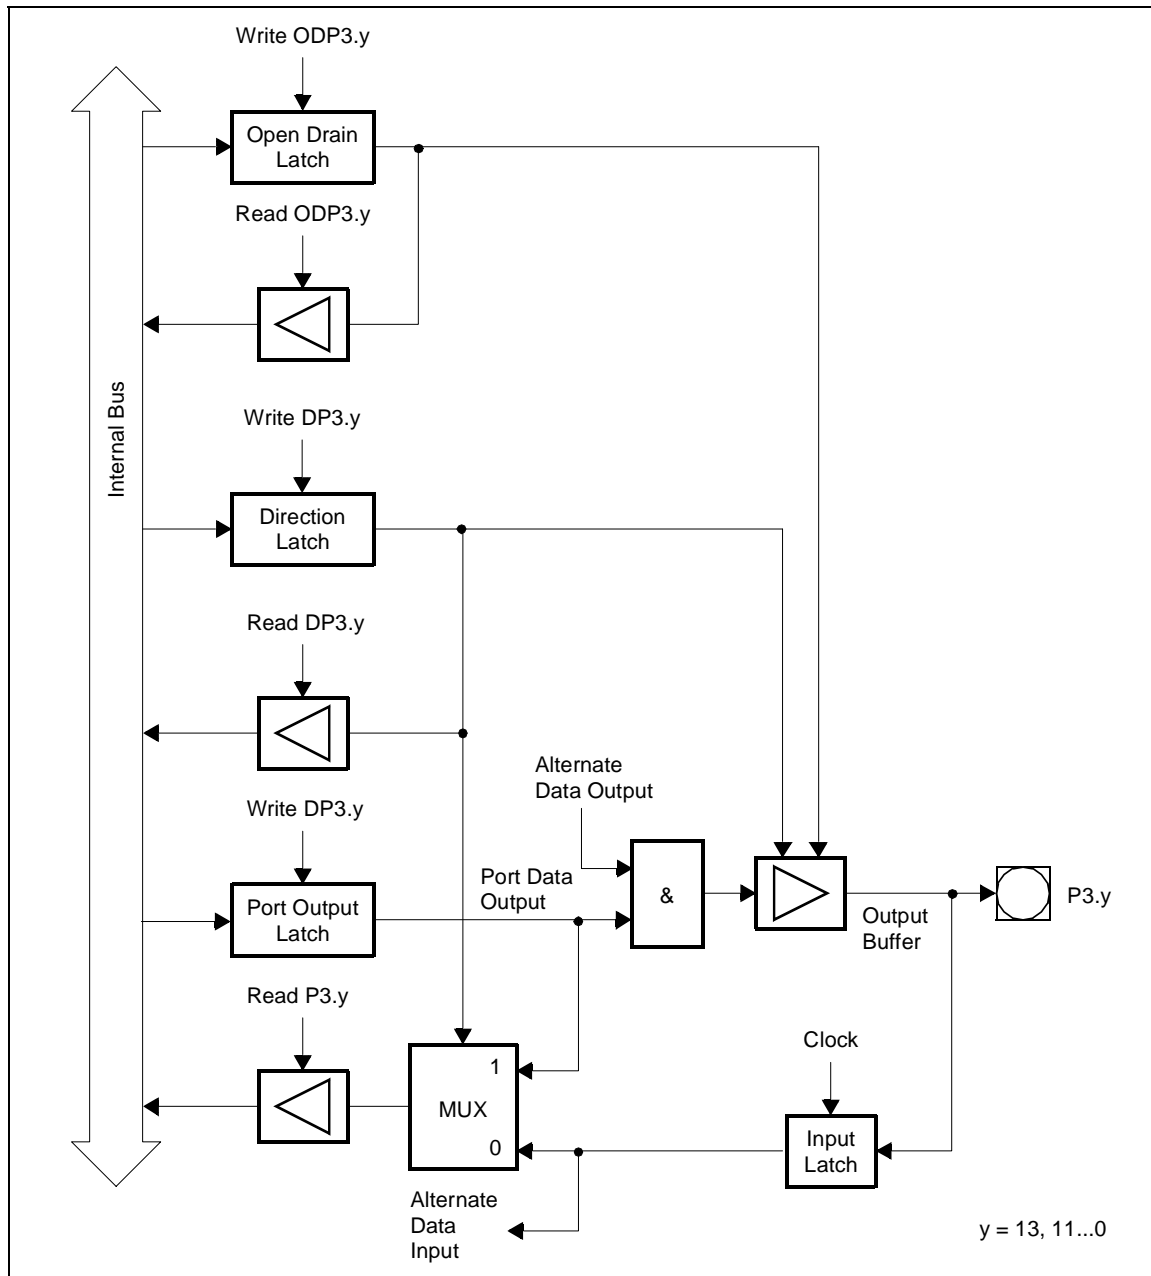 Write ODP3.y
Open Drain
Latch
Read ODP3.y
Internal Bus
Write DP3.y
Direction
Latch
Read DP3.y
Alternate
Data Output
Write DP3.y
Port Data
Output
&
Port Output
Latch
Output
Buffer
P3.y
Read P3.y
Clock
1
MUX
0
Input
Latch
Alternate
Data
Input
y = 13, 11...0